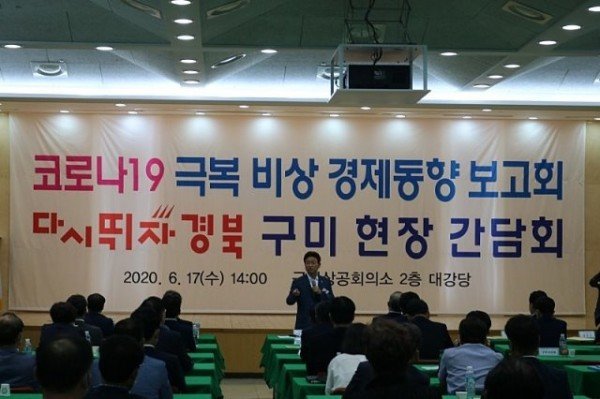 코로나19 극복 비상 경제동향 보고회
다시뛰자 경북 구미 현장 간담회
2020. 6. 17(수) 14:00 상공회의소 2층 대강당